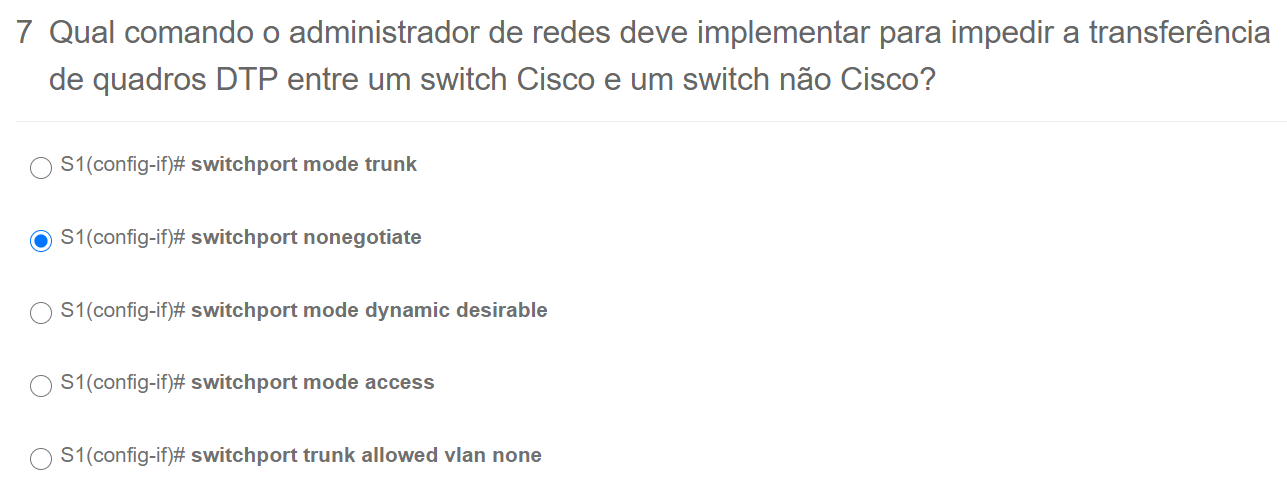 7 Qual comando o administrador de redes deve implementar para impedir a transferência
de quadros DTP entre um switch Cisco e um switch não Cisco?
S1(config-if)# switchport mode trunk
S1(config-if)# switchport nonegotiate
S1(config-if)# switchport mode dynamic desirable
S1(config-if)# switchport mode access
S1(config-if)# switchport trunk allowed vlan none